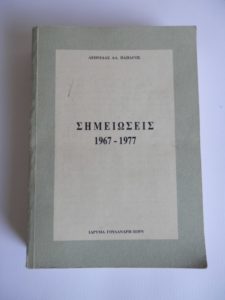 ΛΕΩΝΙΔΑΣ ΑΛ. ΠΑΠΑΓΟΣ
ΣΗΜΕΙΩΣΕΙΣ
1967 - 1977
ΙΔΡΥΜΑ ΓΟΥΛΑΝΔΡΗ ΧΟΡΝ